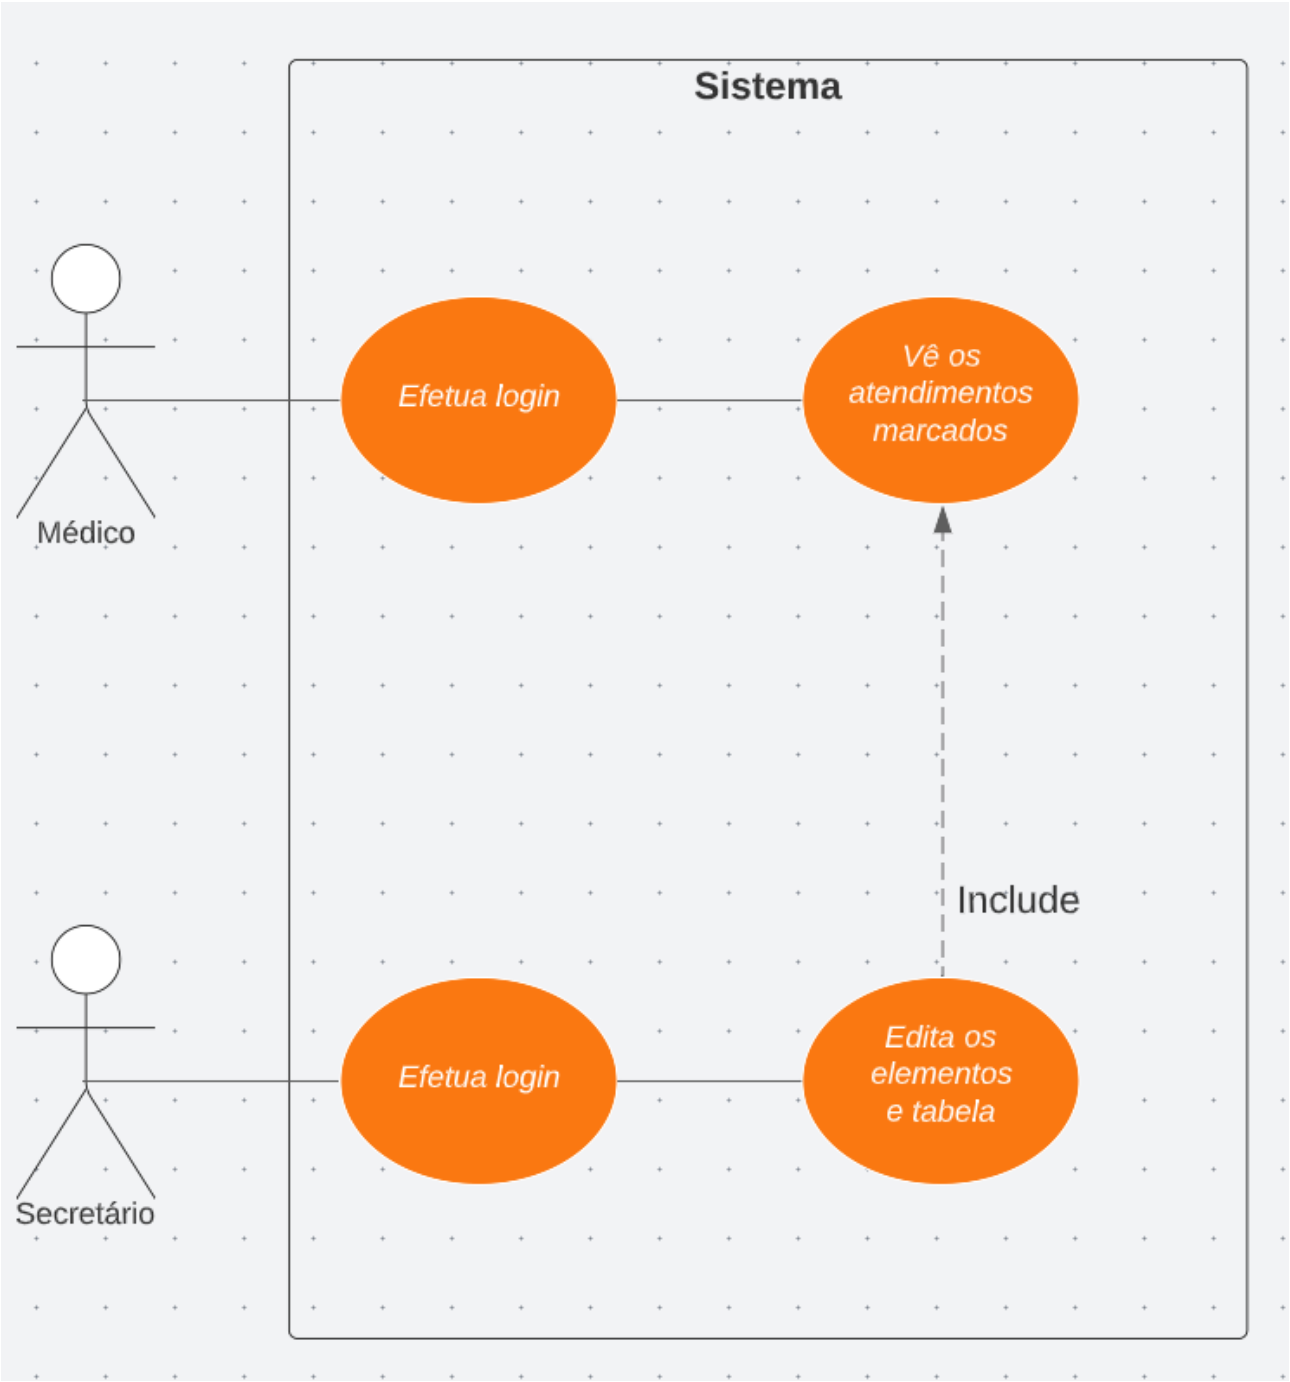 Sistema
Efetua login
Vê os
atendimentos
marcados
Médico
Include
Efetua login
Edita os
elementos
e tabela
Secretário